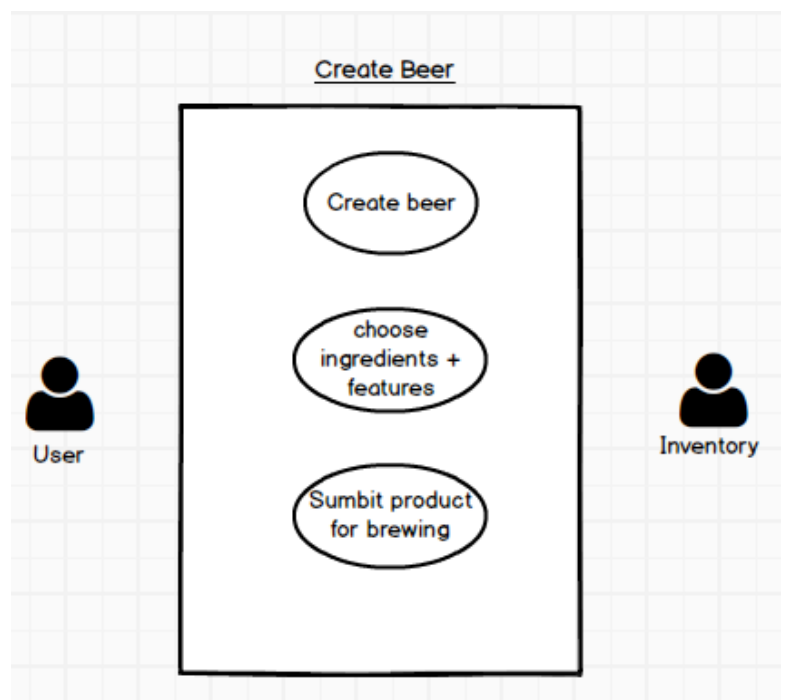 Create Beer
Create beer
choose
ingredients +
features
User
Inventory
Sumbit product
for brewing